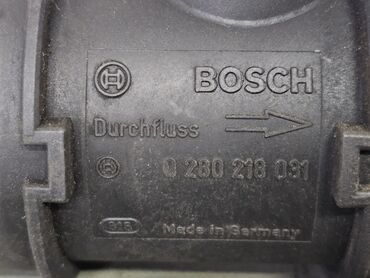 BOSCH
Durchfluss
0 280 218 031
Made in Germany